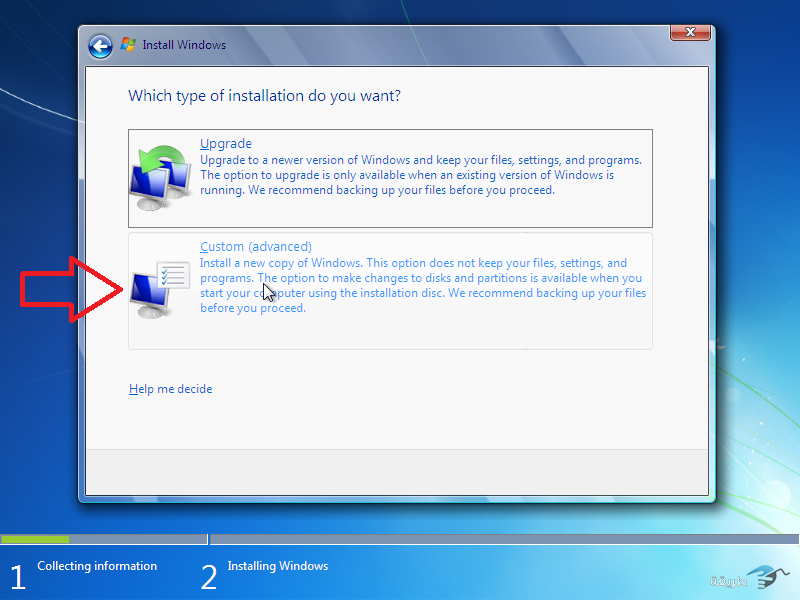 Install Windows
Which type of installation do you want?
Upgrade
Upgrade to a newer version of Windows and keep your files, settings, and programs.
The option to upgrade is only available when an existing version of Windows is
running. We recommend backing up your files before you proceed.
Custom (advanced)
Install a new copy of Windows. This option does not keep your files, settings, and
programs. The option to make changes to disks and partitions is available when you
start your computer using the installation disc. We recommend backing up your files
before you proceed.
Help me decide
1 Collecting information
2 Installing Windows